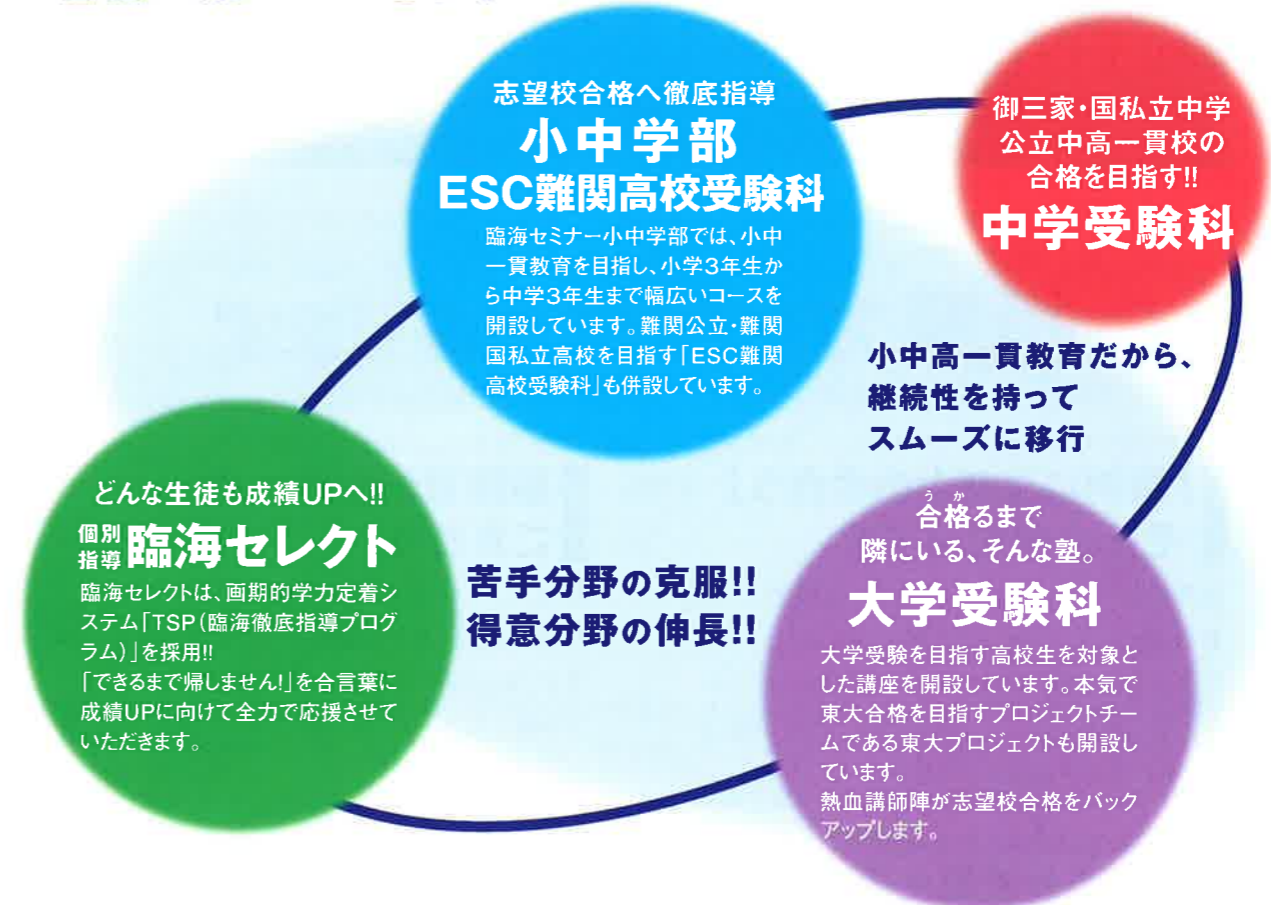 志望校合格へ徹底指導
小中学部
ESC難関高校受験科
臨海セミナー小中学部では、小中
一貫教育を目指し、小学3年生か
ら中学3年生まで幅広いコースを
開設しています。難関公立・難関
国私立高校を目指す「ESC難関
高校受験科」も併設しています。
御三家・国私立中学
公立中高一貫校の
合格を目指す!!
中学受験科
小中高一貫教育だから、
継続性を持って
スムーズに移行
どんな生徒も成績UPへ!!
個別指導 臨海セレクト
臨海セレクトは、画期的学力定着シ
ステム「TSP(臨海徹底指導プログ
ラム)」を採用!!
「できるまで帰しません!」を合言葉に
成績UPに向けて全力で応援させて
いただきます。
苦手分野の克服!!
得意分野の伸長!!
うか
合格るまで
隣にいる、そんな塾。
大学受験科
大学受験を目指す高校生を対象と
した講座を開設しています。本気で
東大合格を目指すプロジェクトチー
ムである東大プロジェクトも開設し
ています。
熱血講師陣が志望校合格をバック
アップします。